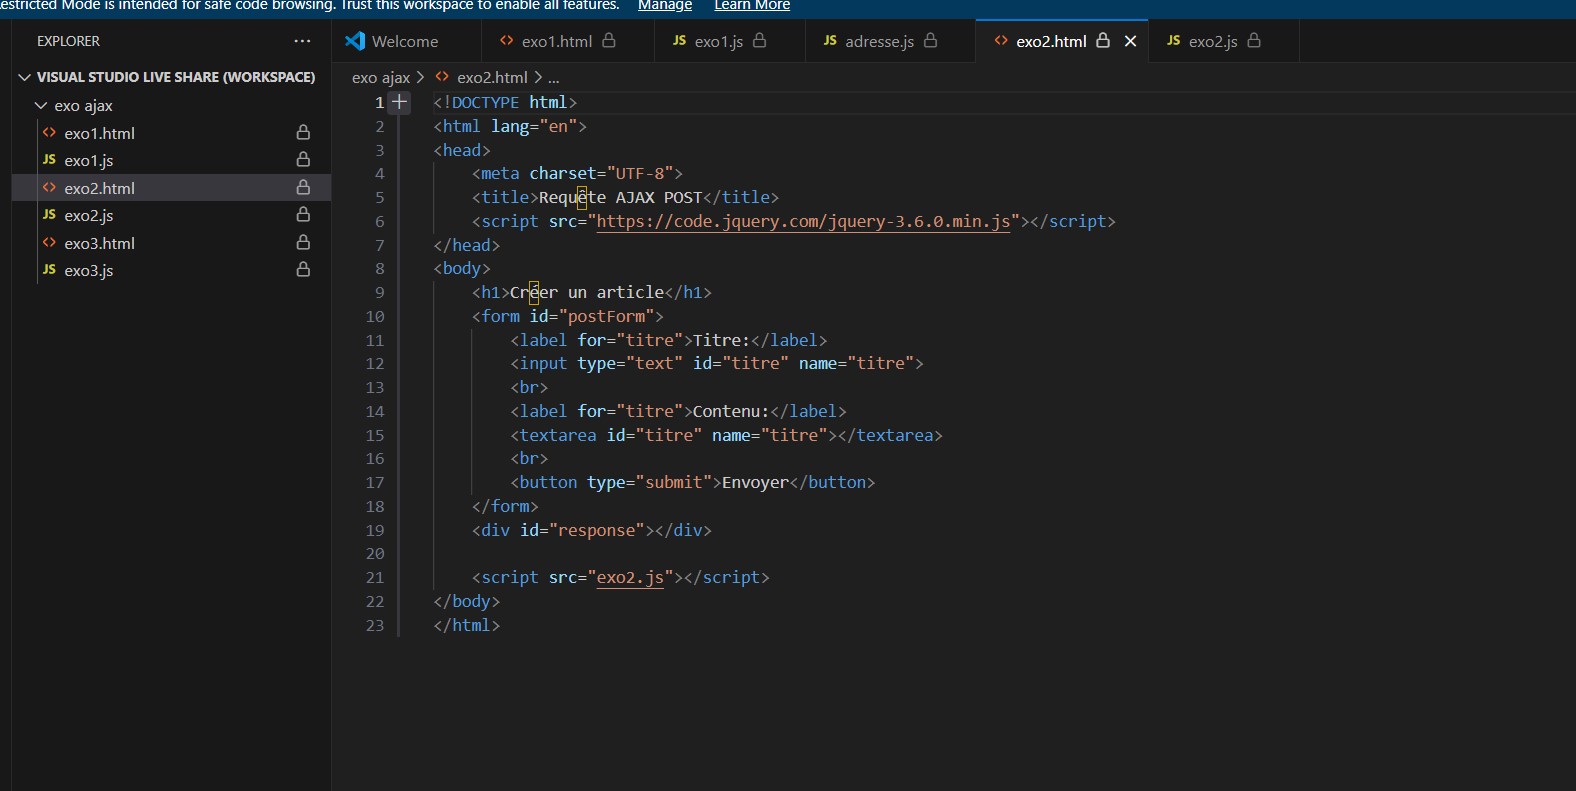 estricted Mode is intended for safe code browsing. Trust this workspace to enable all features. Manage Learn More
EXPLORER ...
VISUAL STUDIO LIVE SHARE (WORKSPACE)
exo ajax
exo1.html
JS exo1.js
exo2.html
JS exo2.js
exo3.html
JS exo3.js
Welcome <> exo1.html JS exo1.js JS adresse.js <> exo2.html JS exo2.js
exo ajax > <> exo2.html > ...
1 <!DOCTYPE html>
2 <html lang="en">
3 <head>
4 <meta charset="UTF-8">
5 <title>Requête AJAX POST</title>
6 <script src="https://code.jquery.com/jquery-3.6.0.min.js"></script>
7 </head>
8 <body>
9 <h1>Créer un article</h1>
10 <form id="postForm">
11 <label for="titre">Titre:</label>
12 <input type="text" id="titre" name="titre">
13 <br>
14 <label for="titre">Contenu:</label>
15 <textarea id="titre" name="titre"></textarea>
16 <br>
17 <button type="submit">Envoyer</button>
18 </form>
19 <div id="response"></div>
20
21 <script src="exo2.js"></script>
22 </body>
23 </html>